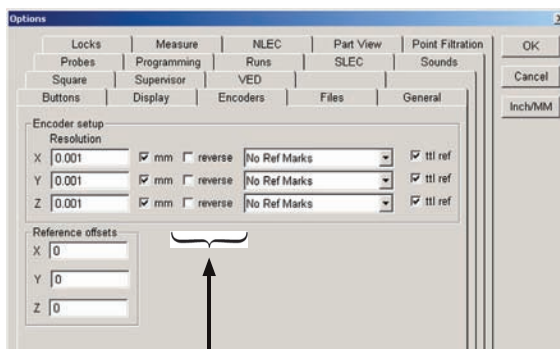 Options
Locks Measure NLEC Part View Point Filtration
Probes Programming Runs SLEC Sounds
Square Supervisor VED
Buttons Display Encoders Files General
OK
Cancel
Inch/MM
Encoder setup
Resolution
X 0.001 mm reverse No Ref Marks ttl ref
Y 0.001 mm reverse No Ref Marks ttl ref
Z 0.001 mm reverse No Ref Marks ttl ref
Reference offsets
X 0
Y 0
Z 0